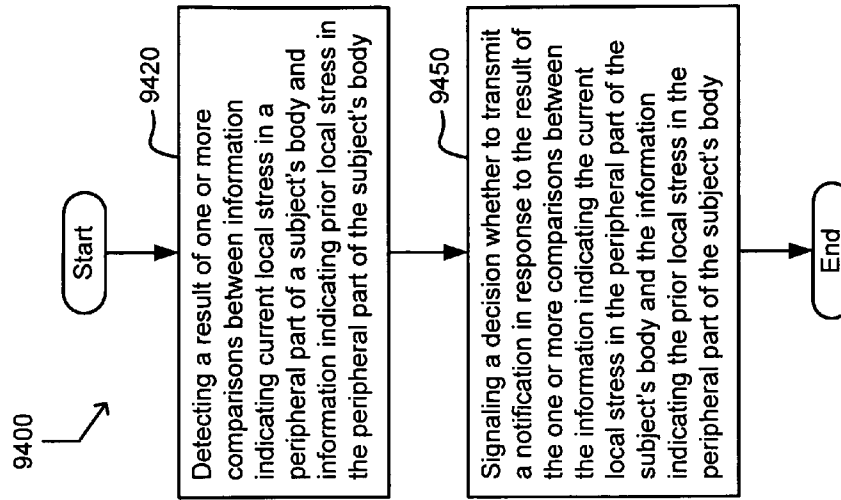 9400
Start
9420
Detecting a result of one or more
comparisons between information
indicating current local stress in a
peripheral part of a subject's body and
information indicating prior local stress in
the peripheral part of the subject's body
9450
Signaling a decision whether to transmit
a notification in response to the result of
the one or more comparisons between
the information indicating the current
local stress in the peripheral part of the
subject's body and the information
indicating the prior local stress in the
peripheral part of the subject's body
End